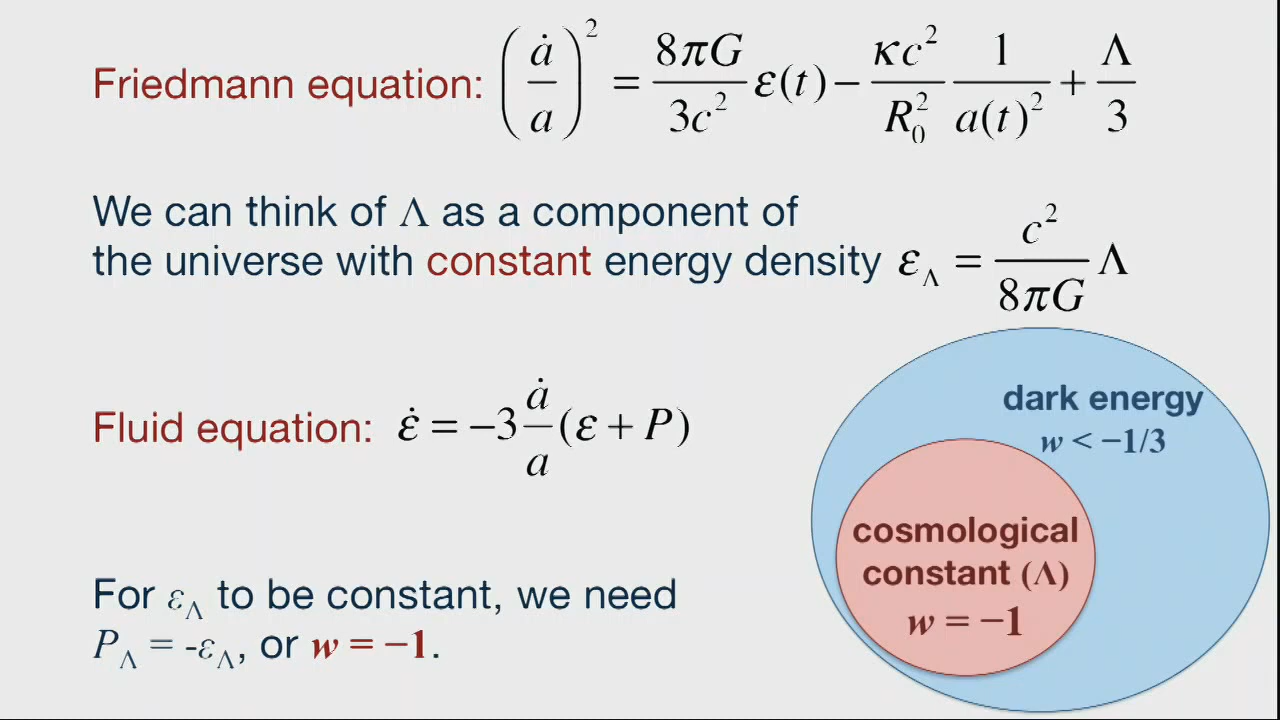 Friedmann equation: (ȧ/a)² = 8πG/3c² ε(t) − κc²/R₀² 1/a(t)² + Λ/3
We can think of Λ as a component of
the universe with constant energy density ε_Λ = c²/8πG Λ
Fluid equation: ε̇ = −3 ȧ/a (ε + P)
dark energy
w < −1/3
cosmological
constant (Λ)
w = −1
For ε_Λ to be constant, we need
P_Λ = -ε_Λ, or w = −1.